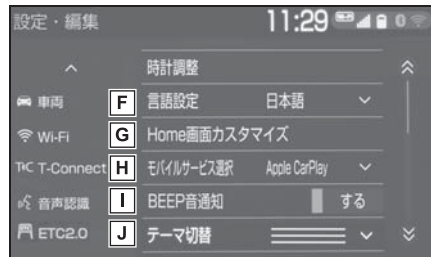 設定・編集 11:29
時計調整
車両 F 言語設定 日本語
Wi-Fi G Home画面カスタマイズ
TC T-Connect H モバイルサービス選択 Apple CarPlay
音声認識 I BEEP音通知 する
ETC2.0 J テーマ切替